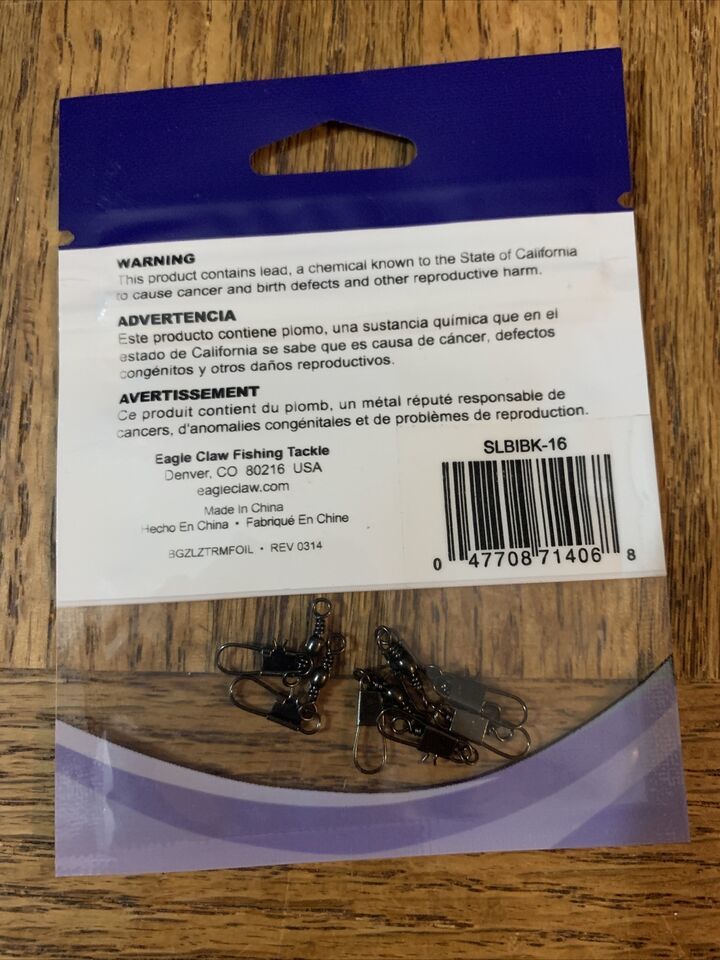 WARNING
This product contains lead, a chemical known to the State of California
to cause cancer and birth defects and other reproductive harm.
ADVERTENCIA
Este producto contiene plomo, una sustancia química que en el
estado de California se sabe que es causa de cáncer, defectos
congénitos y otros daños reproductivos.
AVERTISSEMENT
Ce produit contient du plomb, un métal réputé responsable de
cancers, d'anomalies congénitales et de problèmes de reproduction.
Eagle Claw Fishing Tackle
Denver, CO 80216 USA
eagleclaw.com
Made In China
Hecho En China • Fabriqué En Chine
BGZLZTRMFOIL • REV 0314
SLBIBK-16
0 47708 71406 8